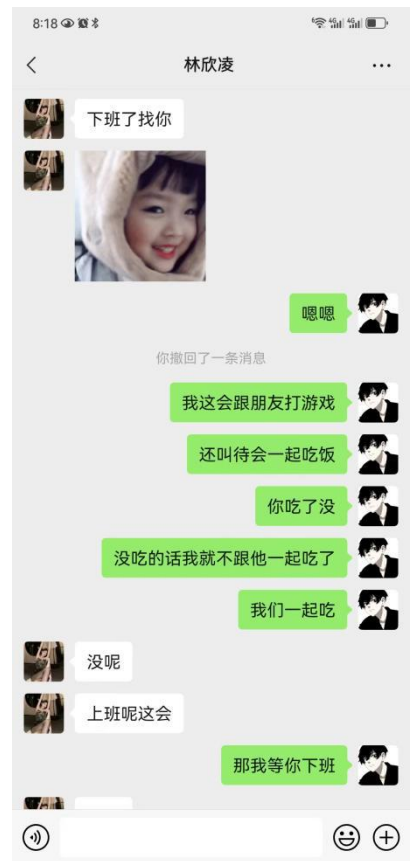 8:18
林欣凌
下班了找你
嗯嗯
你撤回了一条消息
我这会跟朋友打游戏
还叫待会一起吃饭
你吃了没
没吃的话我就不跟他一起吃了
我们一起吃
没呢
上班呢这会
那我等你下班